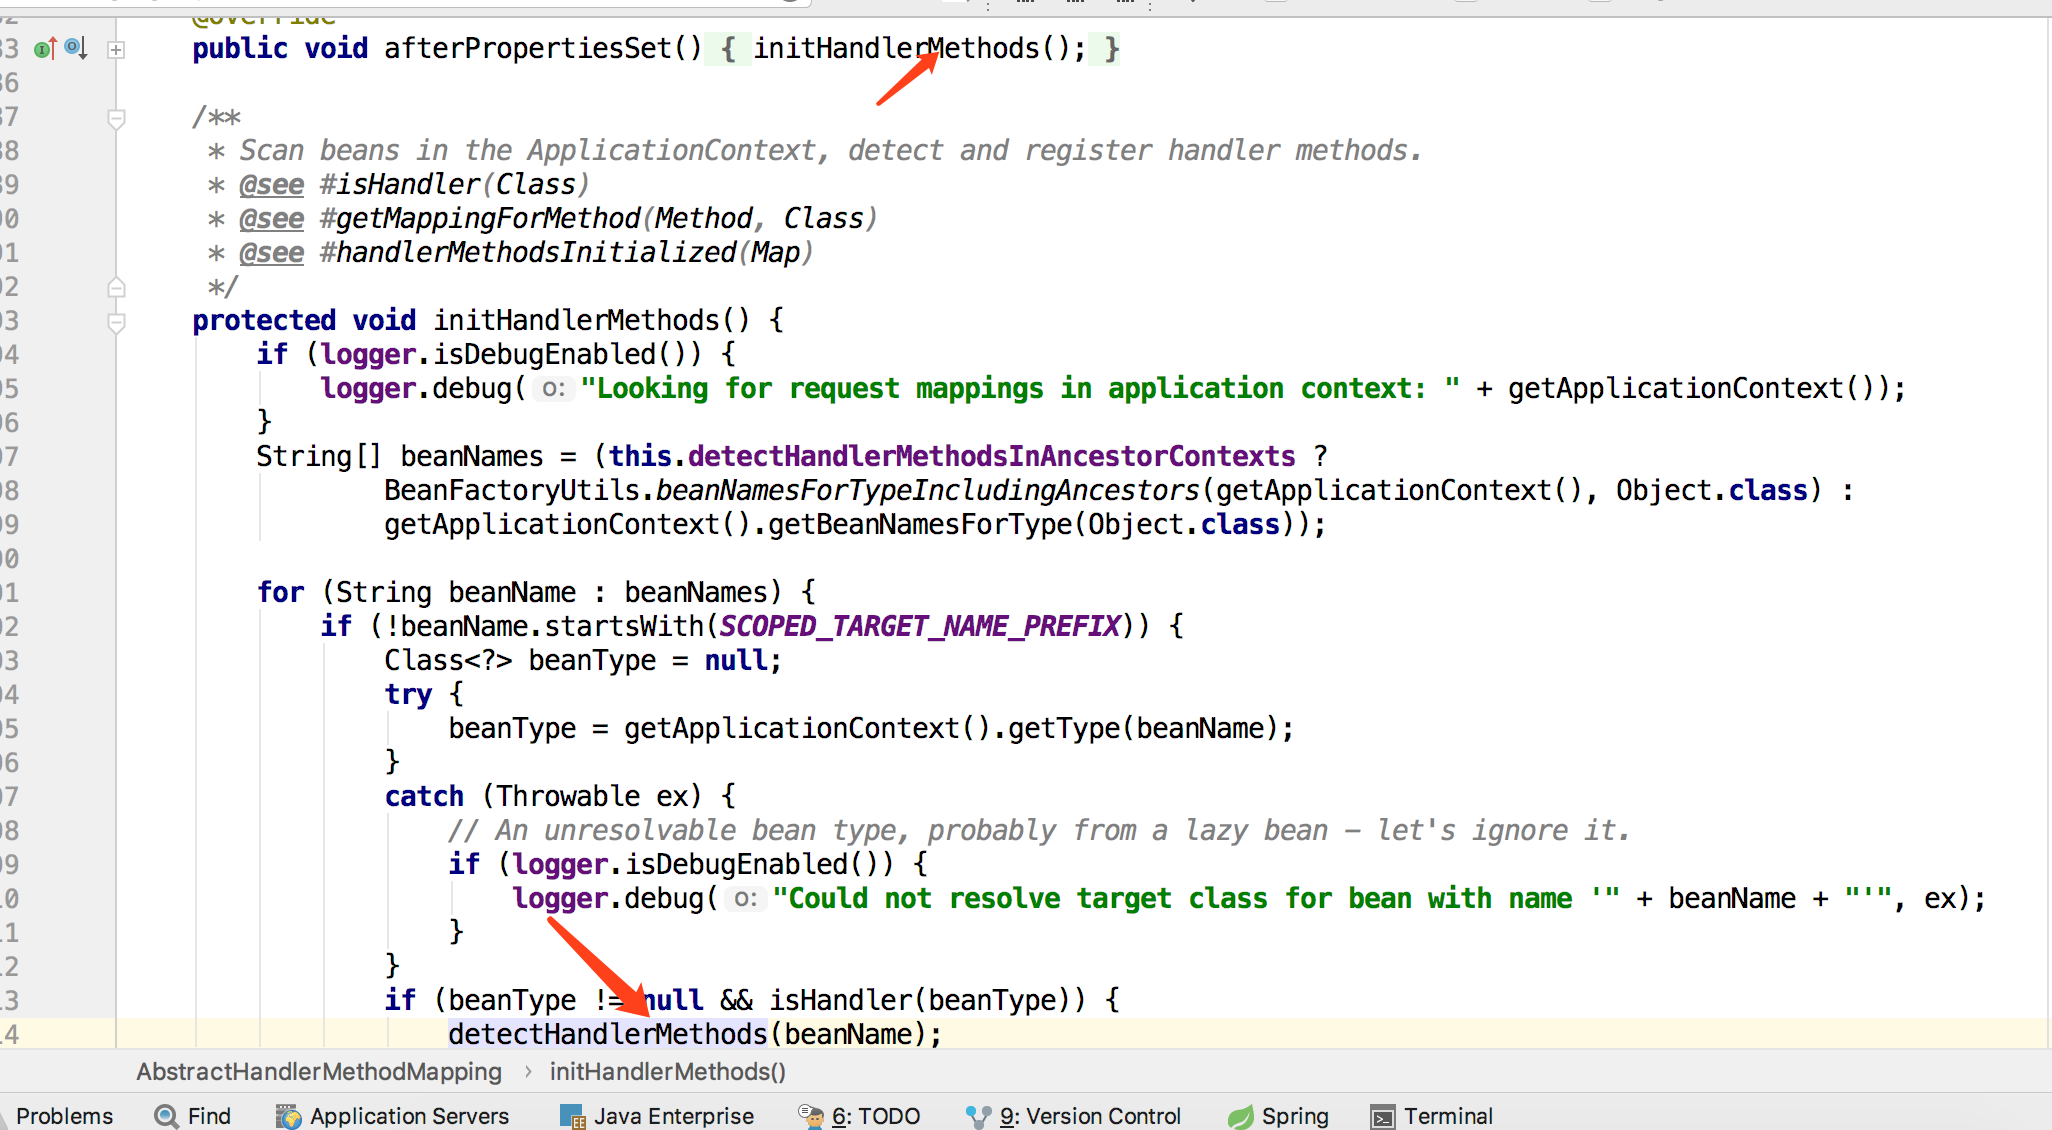 @Override
33 public void afterPropertiesSet() { initHandlerMethods(); }
36
37 /**
38 * Scan beans in the ApplicationContext, detect and register handler methods.
39 * @see #isHandler(Class)
90 * @see #getMappingForMethod(Method, Class)
91 * @see #handlerMethodsInitialized(Map)
92 */
93 protected void initHandlerMethods() {
94 if (logger.isDebugEnabled()) {
95 logger.debug( o: "Looking for request mappings in application context: " + getApplicationContext());
96 }
97 String[] beanNames = (this.detectHandlerMethodsInAncestorContexts ?
98 BeanFactoryUtils.beanNamesForTypeIncludingAncestors(getApplicationContext(), Object.class) :
99 getApplicationContext().getBeanNamesForType(Object.class));
00
01 for (String beanName : beanNames) {
02 if (!beanName.startsWith(SCOPED_TARGET_NAME_PREFIX)) {
03 Class<?> beanType = null;
04 try {
05 beanType = getApplicationContext().getType(beanName);
06 }
07 catch (Throwable ex) {
08 // An unresolvable bean type, probably from a lazy bean - let's ignore it.
09 if (logger.isDebugEnabled()) {
10 logger.debug( o: "Could not resolve target class for bean with name '" + beanName + "'", ex);
11 }
12 }
13 if (beanType != null && isHandler(beanType)) {
14 detectHandlerMethods(beanName);
AbstractHandlerMethodMapping › initHandlerMethods()
Problems Find Application Servers Java Enterprise 6: TODO 9: Version Control Spring Terminal